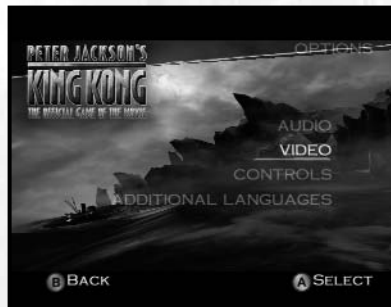 PETER JACKSON'S
KING KONG
THE OFFICIAL GAME OF THE MOVIE
OPTIONS
AUDIO
VIDEO
CONTROLS
ADDITIONAL LANGUAGES
B BACK
A SELECT